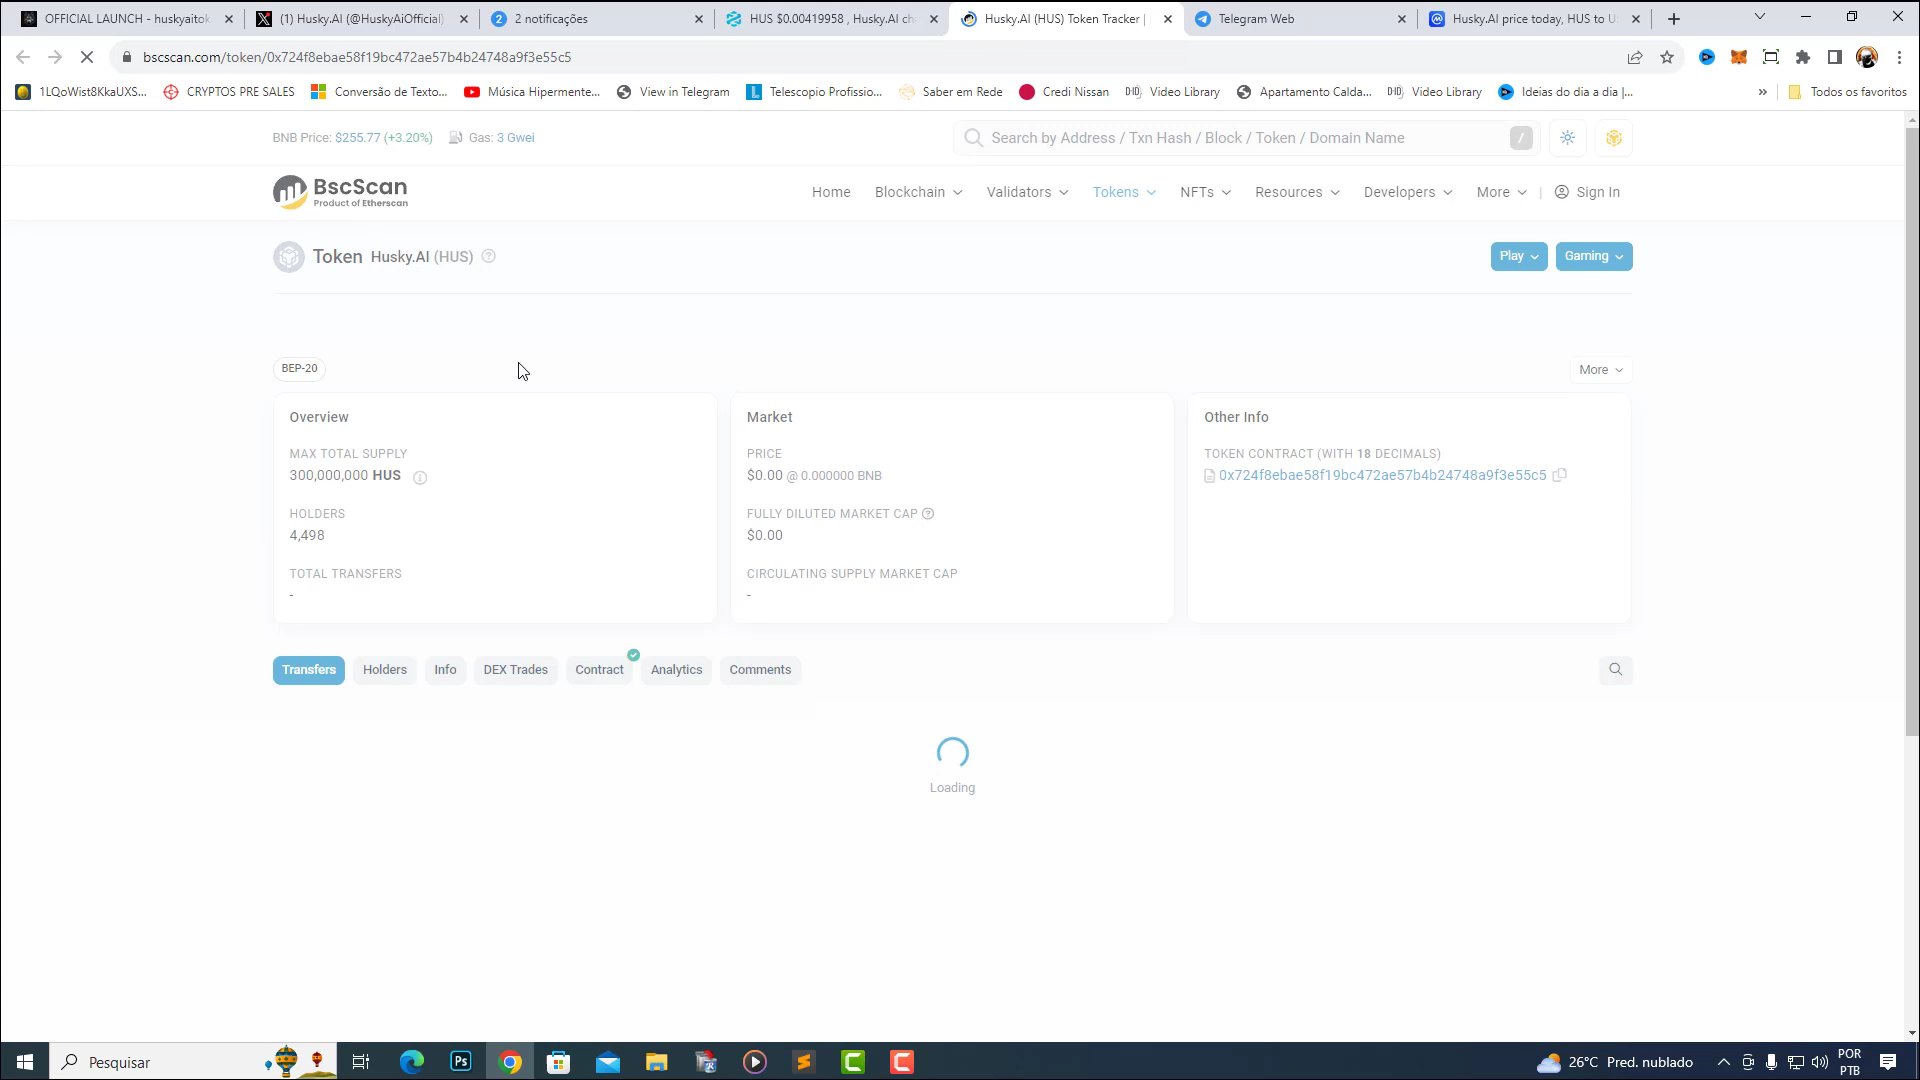 OFFICIAL LAUNCH - huskyaitok
(1) Husky.AI (@HuskyAiOfficial)
2 2 notificações
HUS $0.00419958 , Husky.AI ch
Husky.AI (HUS) Token Tracker |
Telegram Web
Husky.AI price today, HUS to U
bscscan.com/token/0x724f8ebae58f19bc472ae57b4b24748a9f3e55c5
1LQoWist8KkaUXS...
CRYPTOS PRE SALES
Conversão de Texto...
Música Hipermente...
View in Telegram
L Telescopio Profissio...
Saber em Rede
Credi Nissan
Video Library
Apartamento Calda...
Video Library
Ideias do dia a dia |...
»
Todos os favoritos
BNB Price: $255.77 (+3.20%)
Gas: 3 Gwei
Search by Address / Txn Hash / Block / Token / Domain Name
/
BscScan
Product of Etherscan
Home
Blockchain
Validators
Tokens
NFTs
Resources
Developers
More
|
Sign In
Token Husky.AI (HUS)
Play
Gaming
BEP-20
More
Overview
MAX TOTAL SUPPLY
300,000,000 HUS
HOLDERS
4,498
TOTAL TRANSFERS
-
Market
PRICE
$0.00 @ 0.000000 BNB
FULLY DILUTED MARKET CAP
$0.00
CIRCULATING SUPPLY MARKET CAP
-
Other Info
TOKEN CONTRACT (WITH 18 DECIMALS)
0x724f8ebae58f19bc472ae57b4b24748a9f3e55c5
Transfers
Holders
Info
DEX Trades
Contract
Analytics
Comments
Loading
Pesquisar
Ps
26°C Pred. nublado
POR
PTB